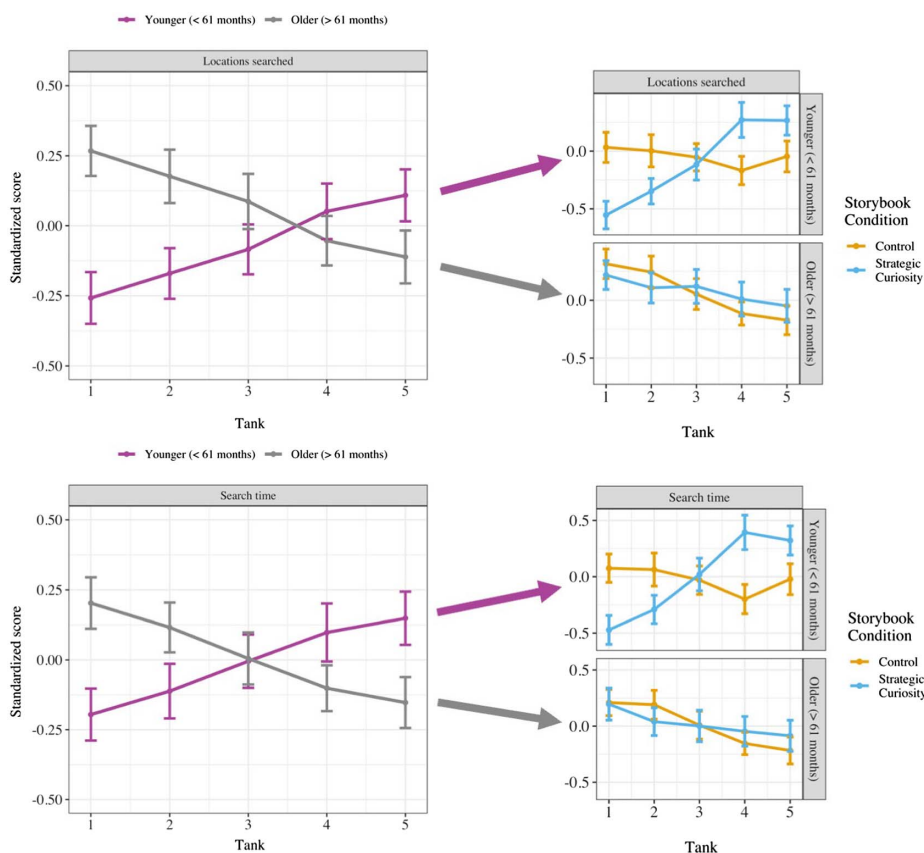 Younger (< 61 months) Older (> 61 months)
Locations searched
0.50
0.25
0.00
-0.25
-0.50
Standardized score
1 2 3 4 5
Tank
Locations searched
0.0
-0.5
Younger (< 61 months)
0.0
-0.5
Older (> 61 months)
1 2 3 4 5
Tank
Storybook
Condition
Control
Strategic
Curiosity
Younger (< 61 months) Older (> 61 months)
Search time
0.50
0.25
0.00
-0.25
-0.50
Standardized score
1 2 3 4 5
Tank
Search time
0.5
0.0
-0.5
Younger (< 61 months)
0.5
0.0
-0.5
Older (> 61 months)
1 2 3 4 5
Tank
Storybook
Condition
Control
Strategic
Curiosity